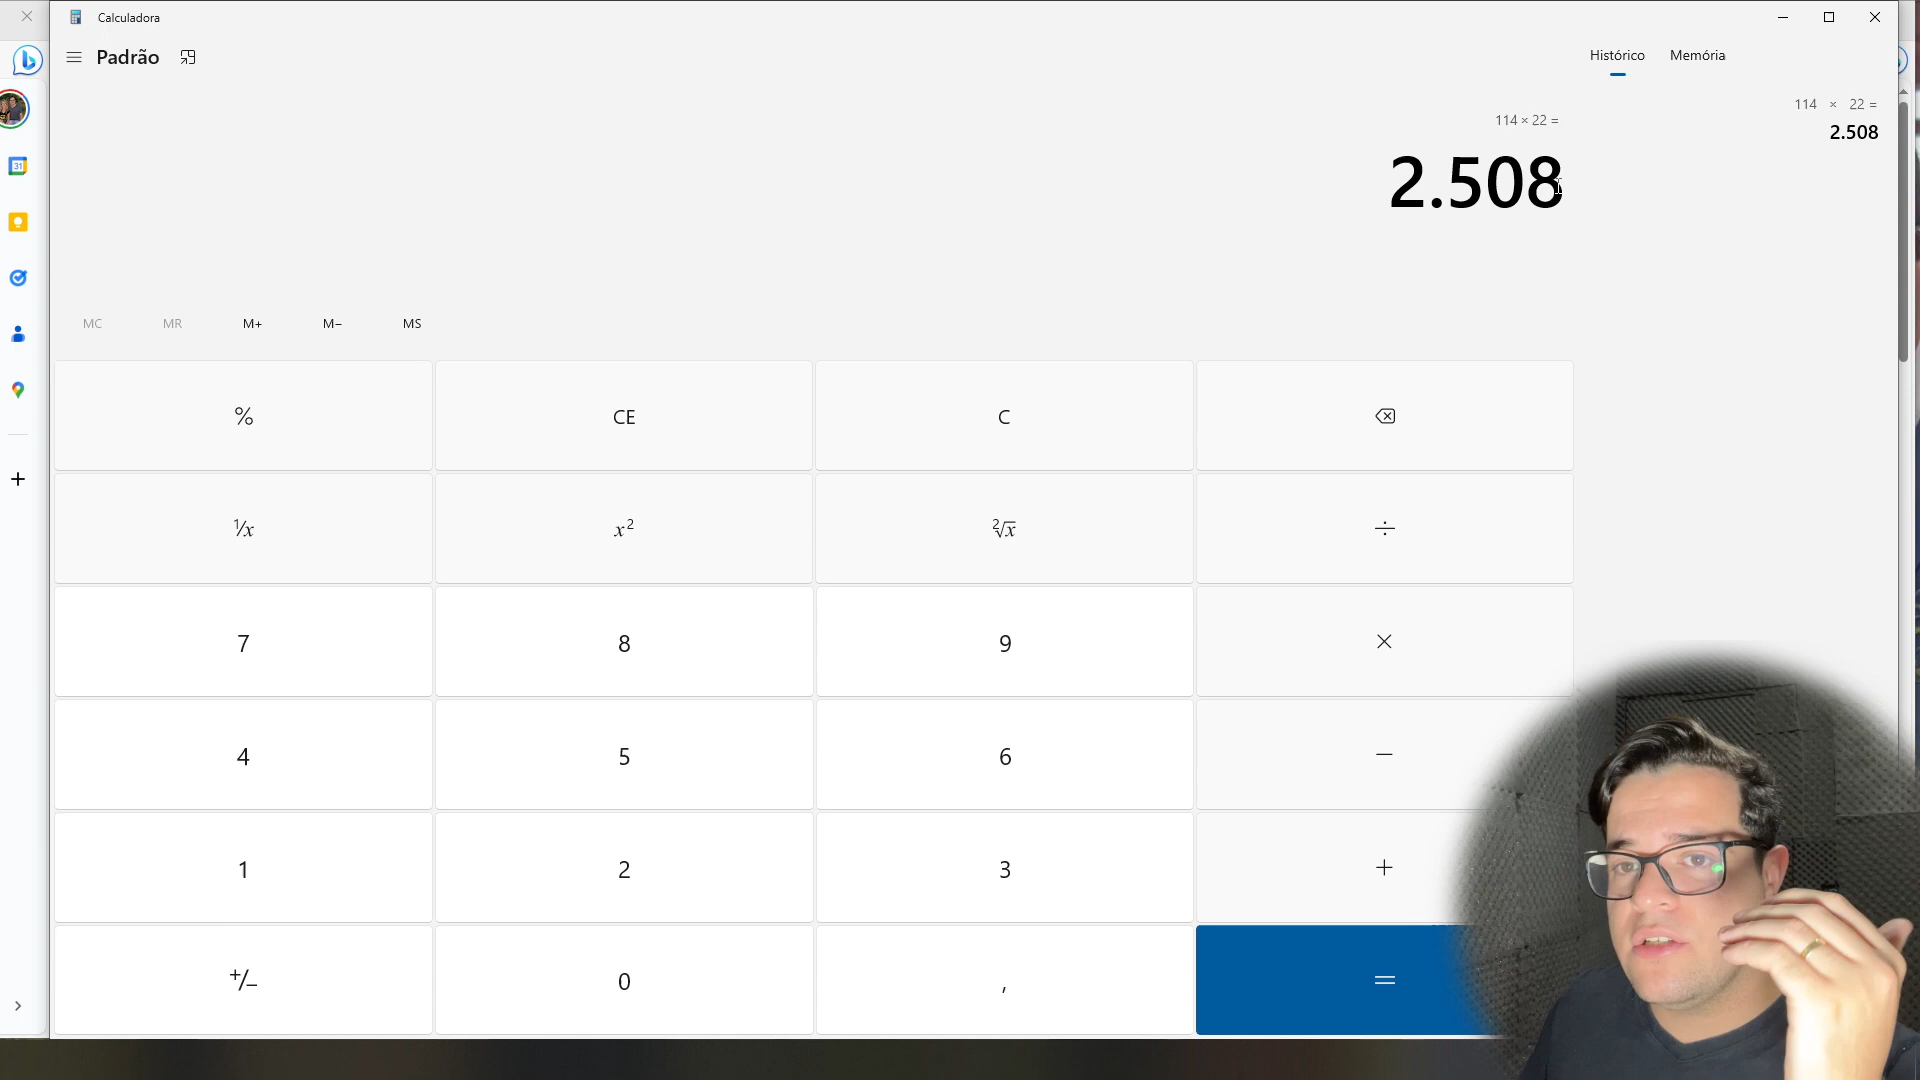 Calculadora
Padrão
Histórico Memória
114 × 22 =
2.508
114 × 22 =
2.508
31
MC MR M+ M− MS
% CE C
¹⁄x x² ²√x ÷
7 8 9 ×
4 5 6 −
1 2 3 +
+/− 0 , =